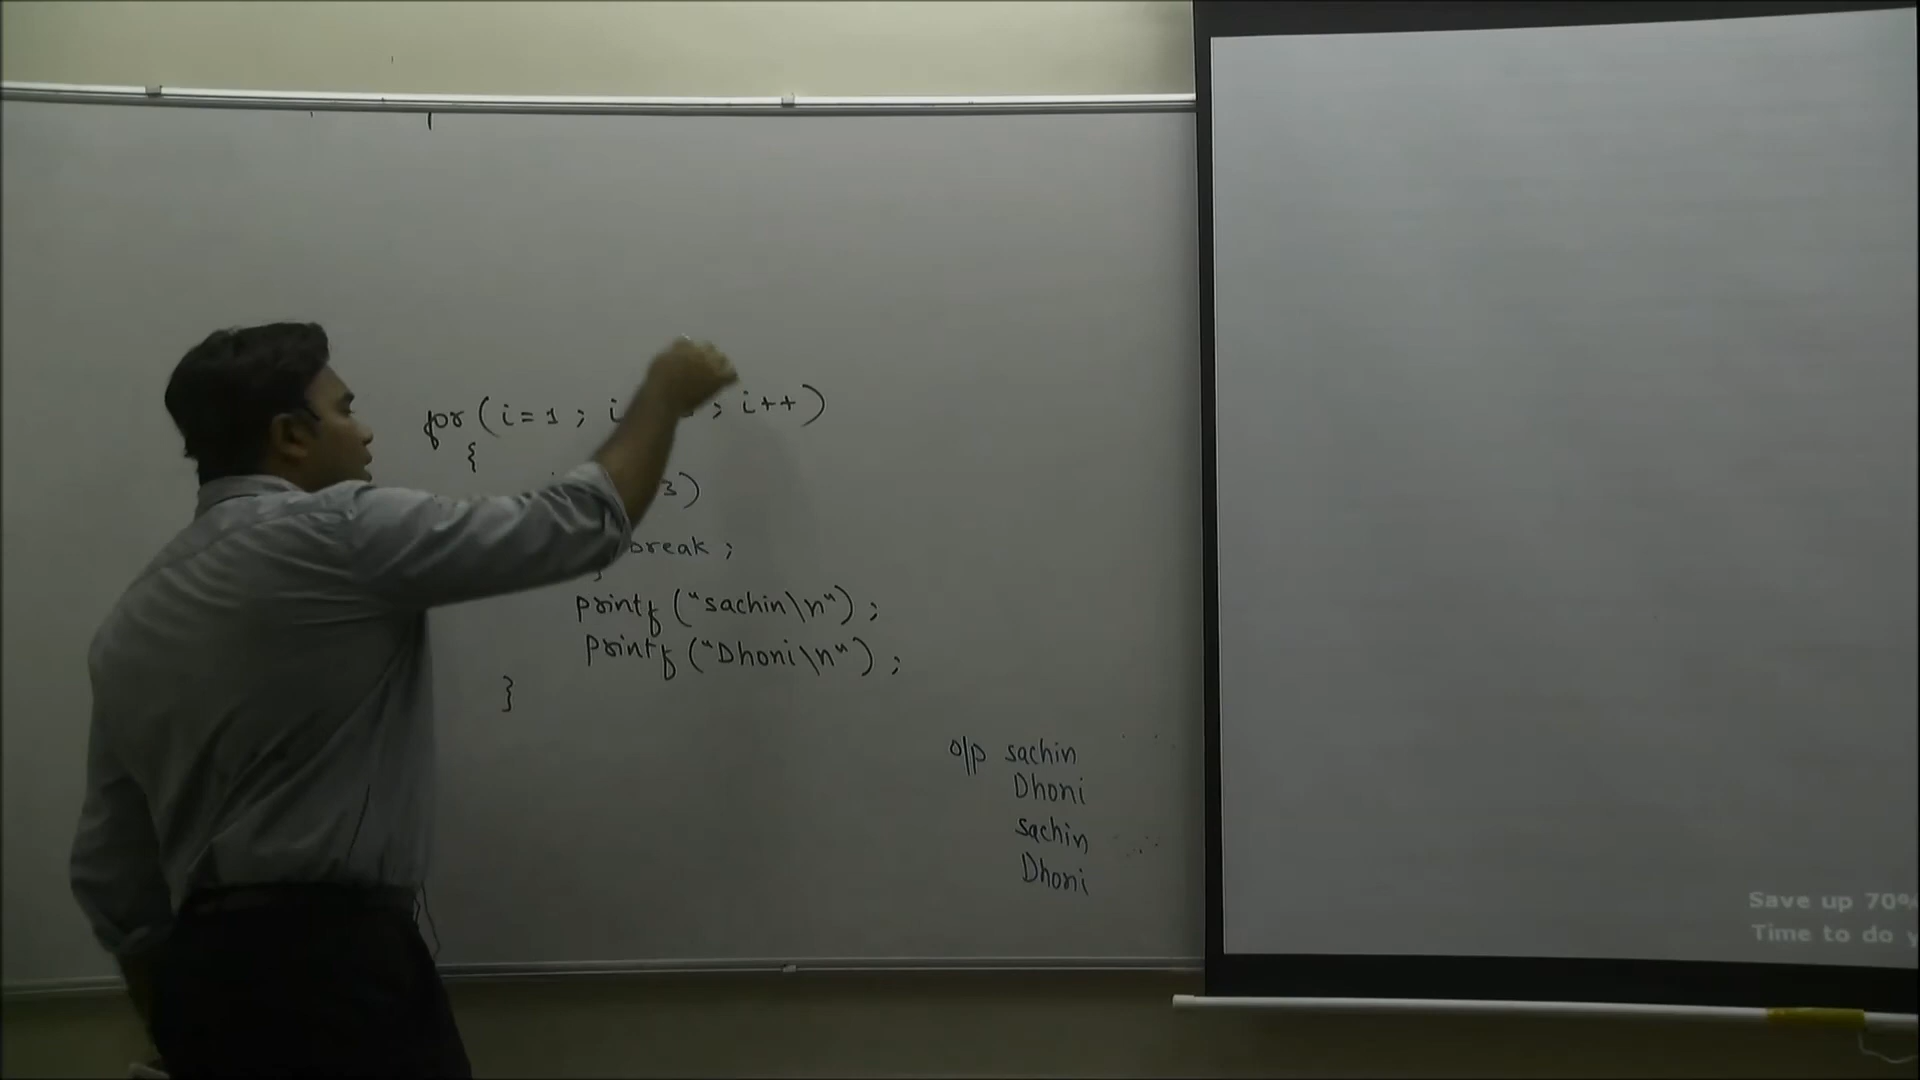 for ( i = 1 ; i ; i++ )
{
3 )
break ;
}
printf ("sachin\n") ;
printf ("Dhoni\n") ;
}
o/p sachin
Dhoni
sachin
Dhoni
Save up 70%
Time to do